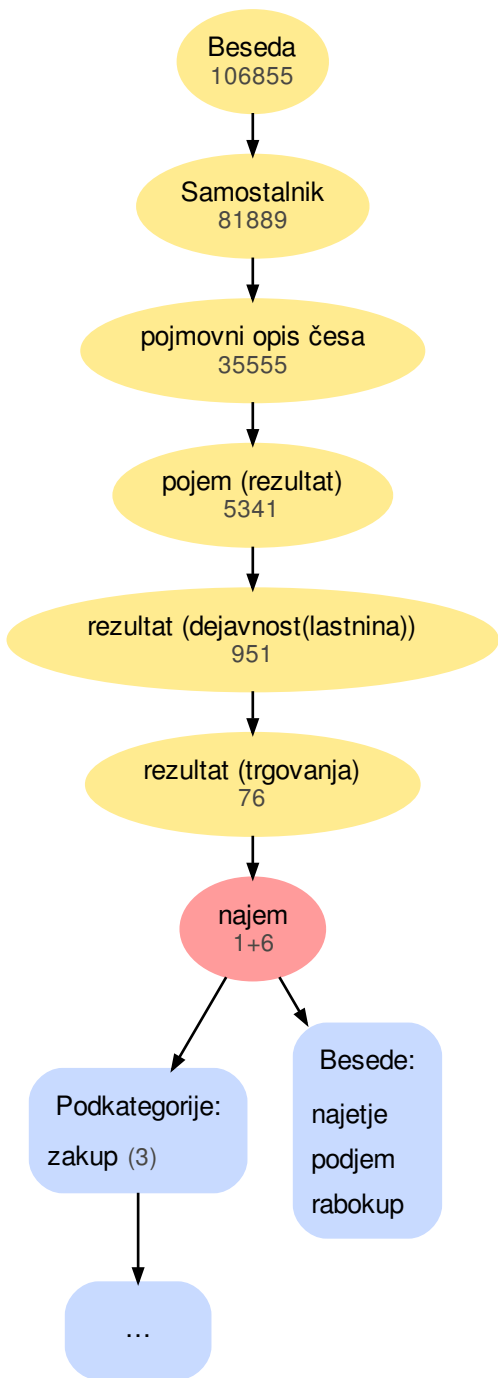 Beseda
106855
Samostalnik
81889
pojmovni opis česa
35555
pojem (rezultat)
5341
rezultat (dejavnost(lastnina))
951
rezultat (trgovanja)
76
najem
1+6
Podkategorije:
zakup (3)
Besede:
najetje
podjem
rabokup
…